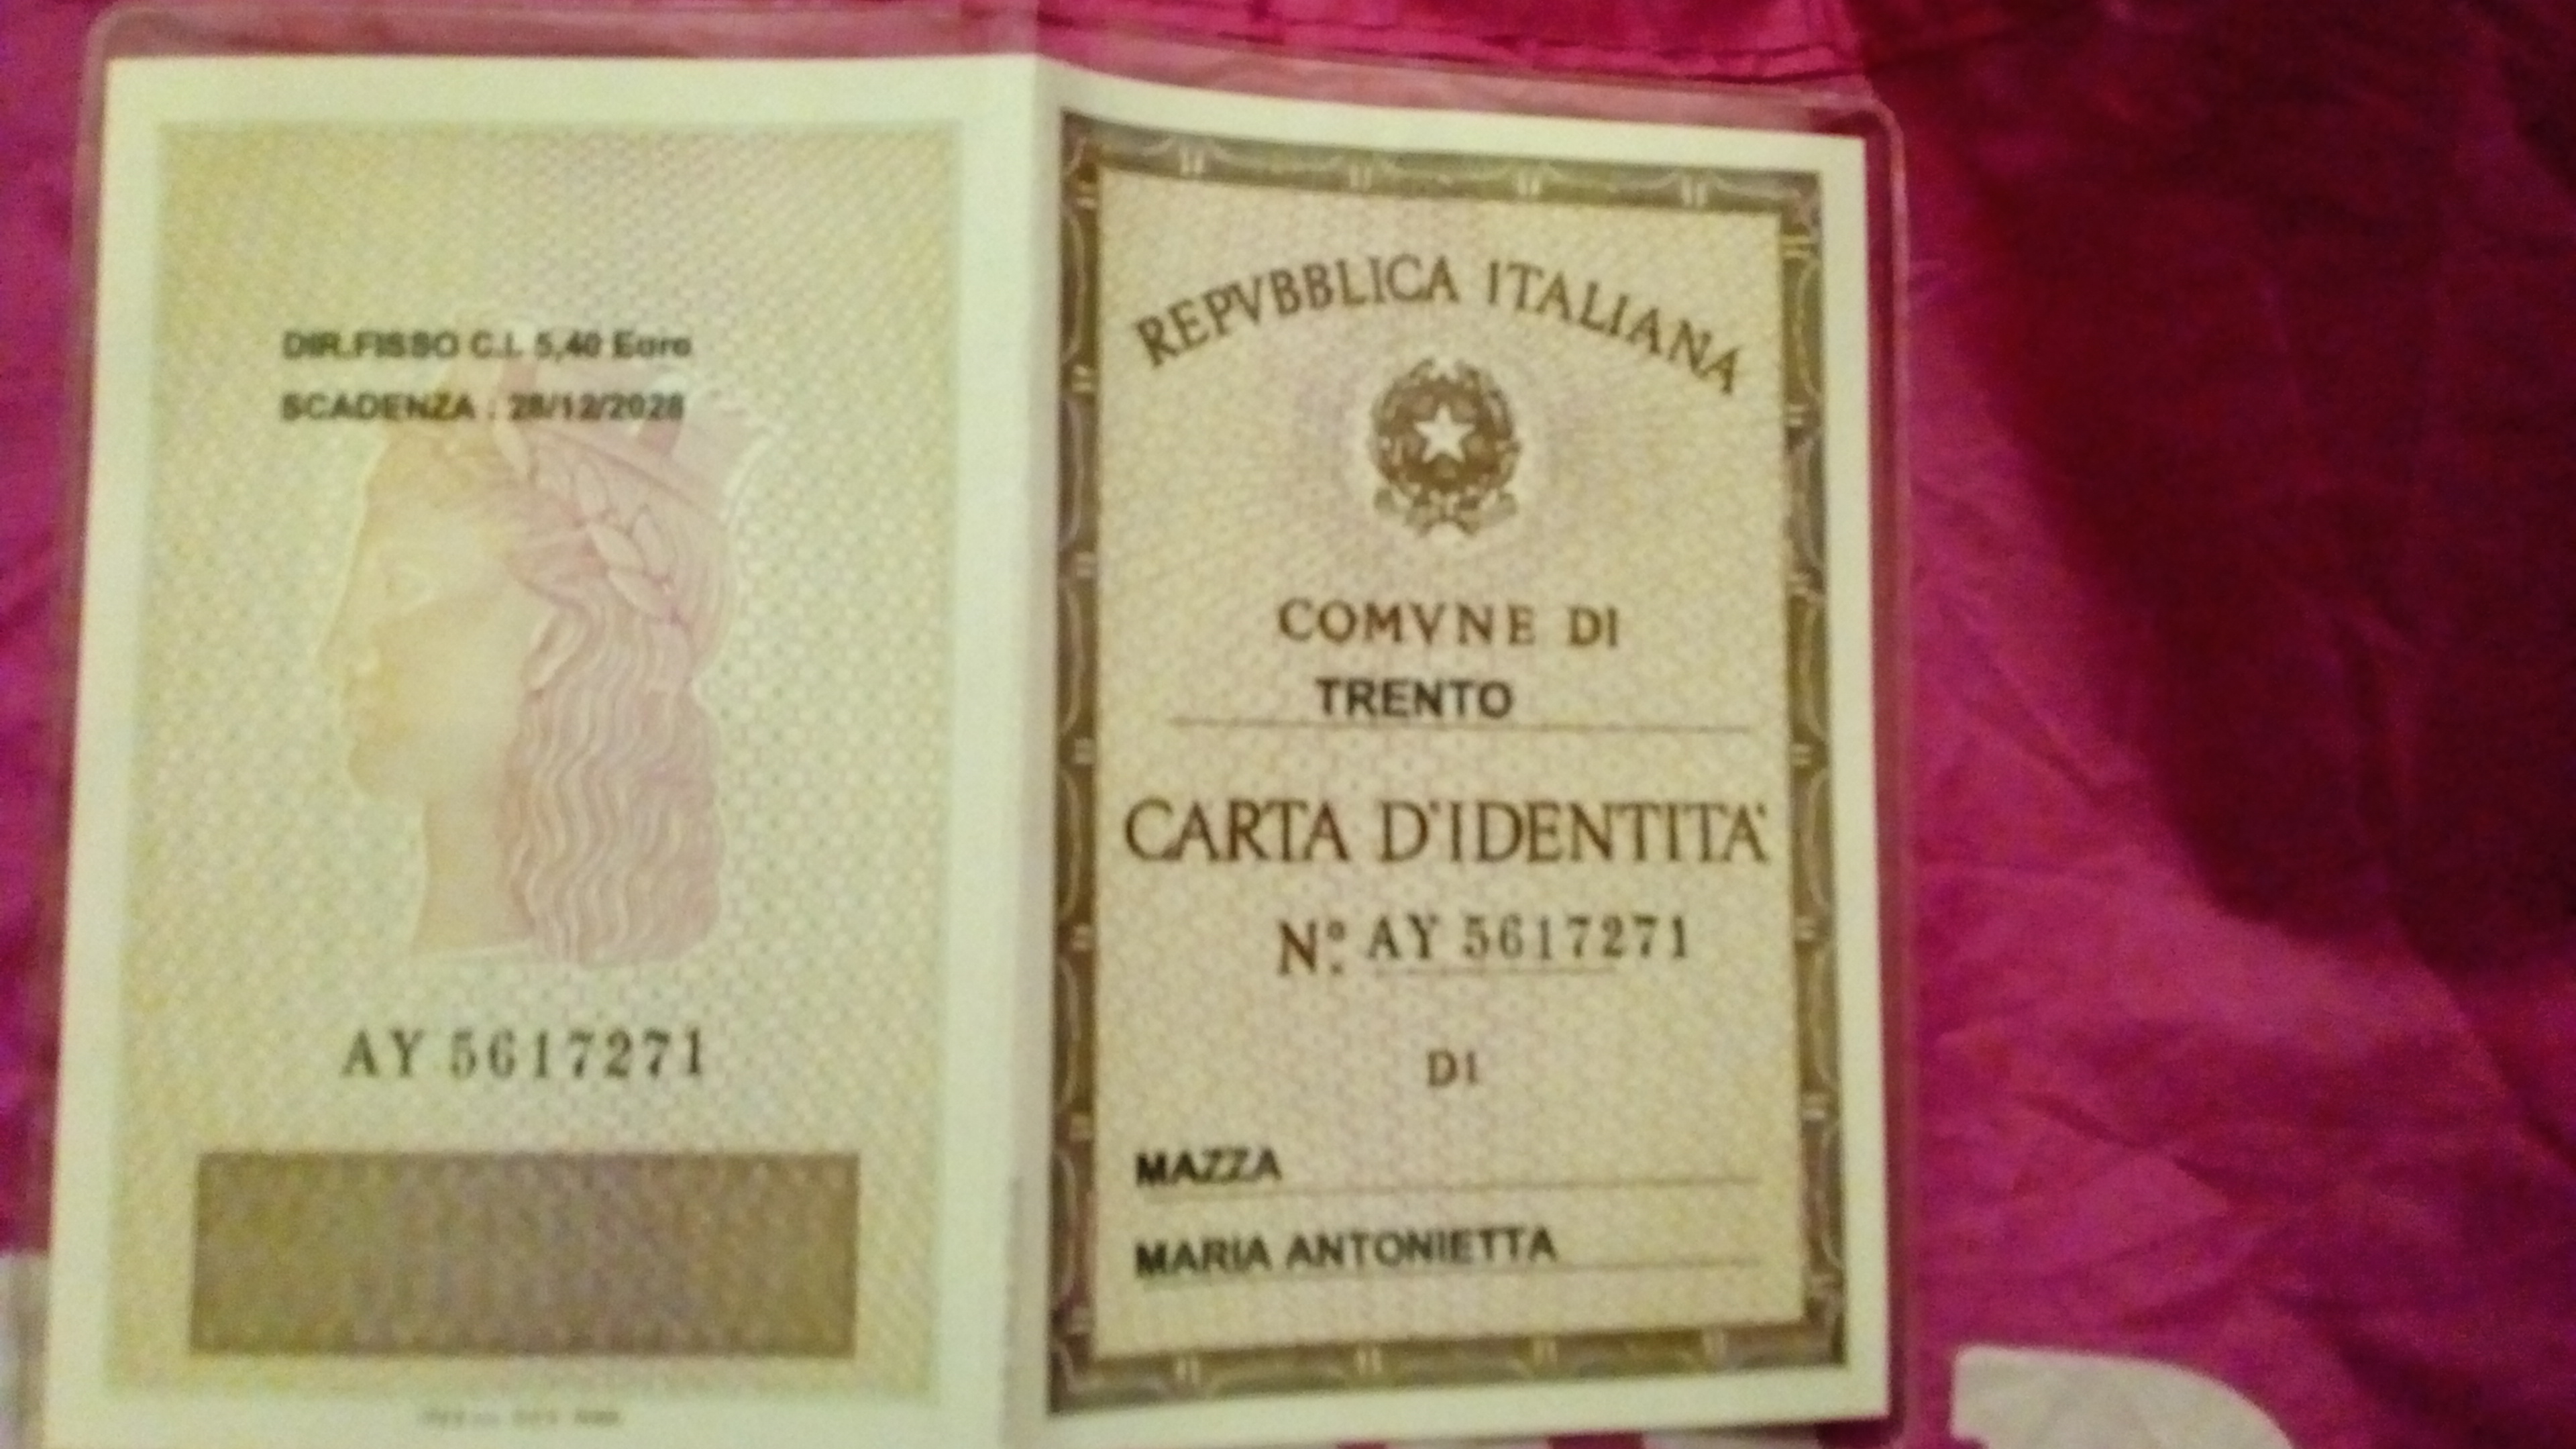 DIR.FISSO C.I. 5,40 Euro
SCADENZA : 28/12/2028
AY 5617271
REPVBBLICA ITALIANA
COMVNE DI
TRENTO
CARTA D'IDENTITA'
Nº: AY 5617271
DI
MAZZA
MARIA ANTONIETTA